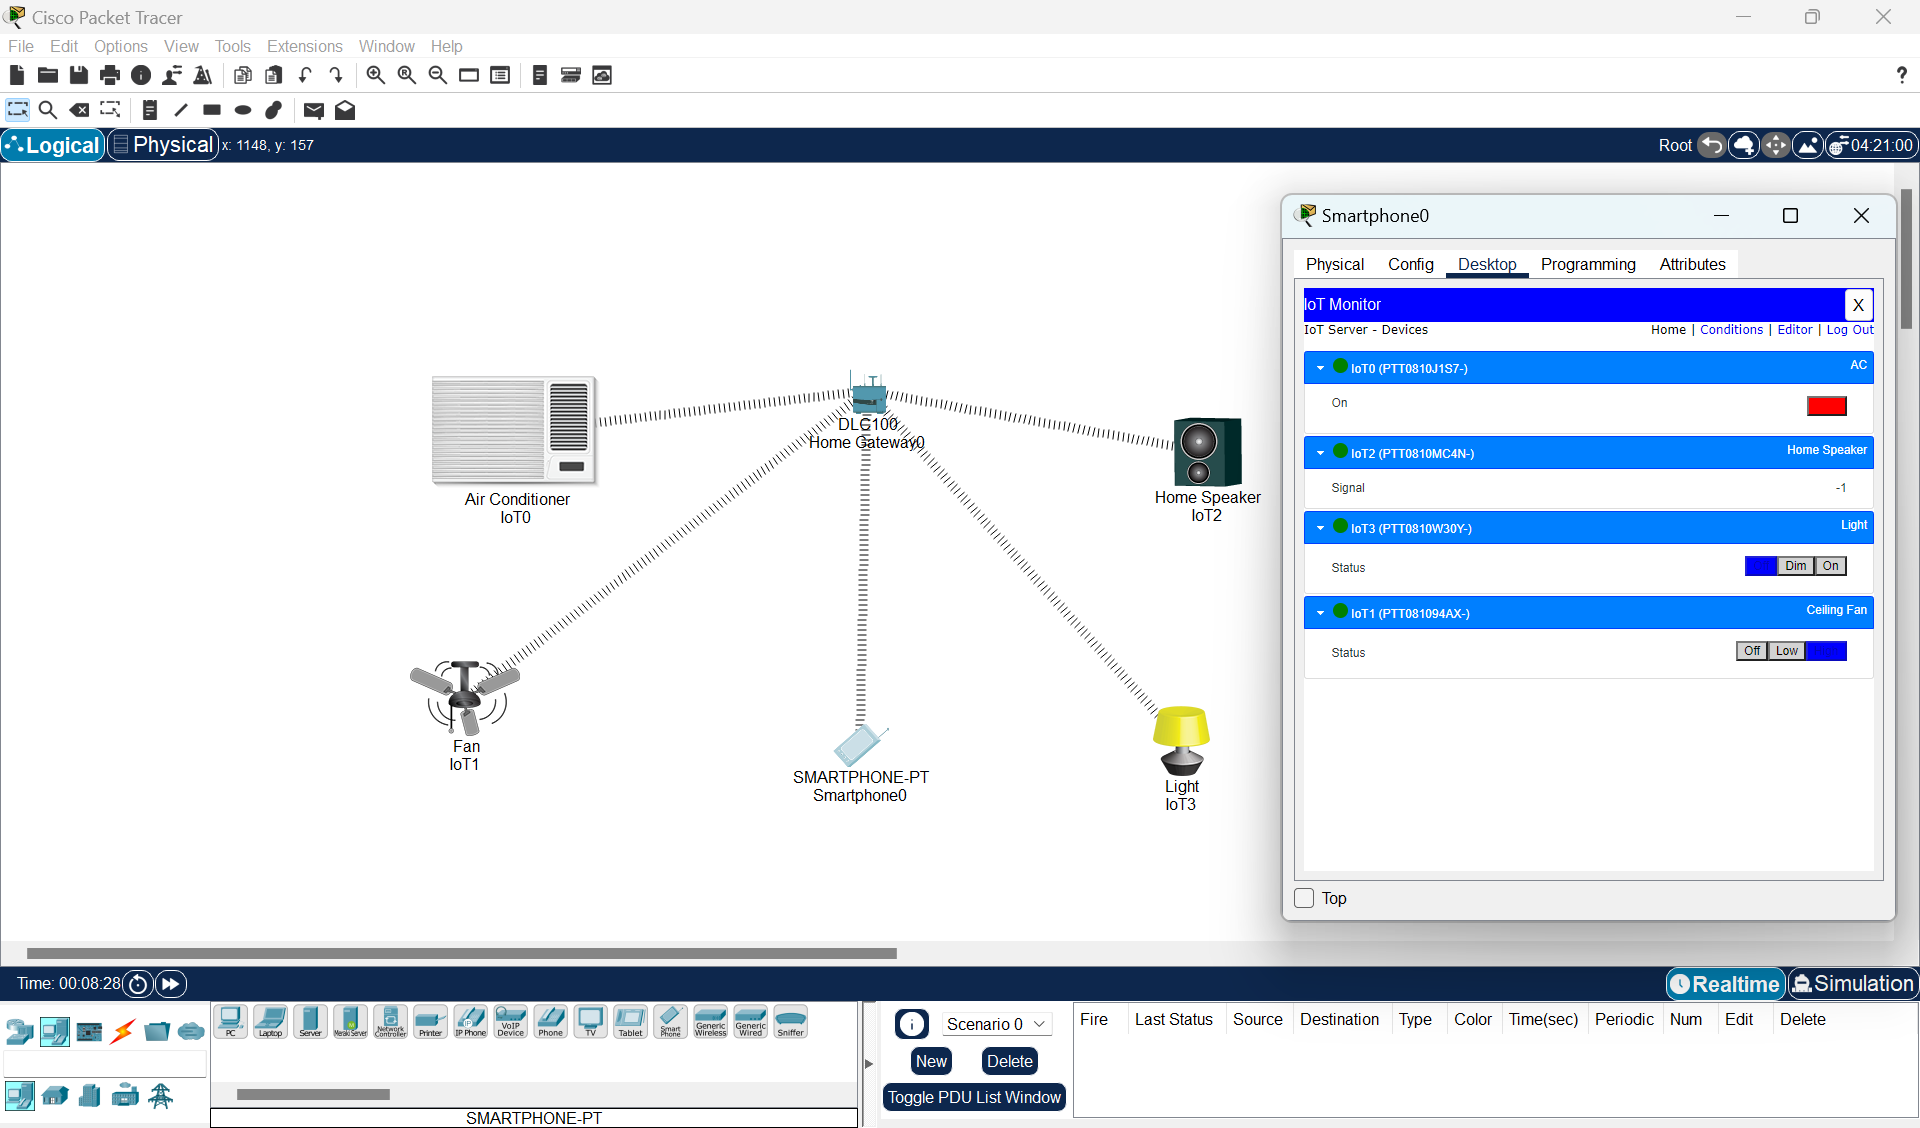 Cisco Packet Tracer
File Edit Options View Tools Extensions Window Help
?
Logical Physical x: 1148, y: 157 Root 04:21:00
Smartphone0
Physical Config Desktop Programming Attributes
IoT Monitor X
IoT Server - Devices Home | Conditions | Editor | Log Out
IoT0 (PTT0810J1S7-) AC
On
IoT2 (PTT0810MC4N-) Home Speaker
Signal -1
IoT3 (PTT0810W30Y-) Light
Status Dim On
IoT1 (PTT081094AX-) Ceiling Fan
Status Off Low
Top
DLC100
Home Gateway0
Air Conditioner
IoT0
Home Speaker
IoT2
Fan
IoT1
SMARTPHONE-PT
Smartphone0
Light
IoT3
Time: 00:08:28 Realtime Simulation
PC Laptop Server Meraki Server Network Controller Printer IP Phone VoIP Device Phone TV Tablet Smart Phone Generic Wireless Generic Wired Sniffer
SMARTPHONE-PT
Scenario 0
New Delete
Toggle PDU List Window
Fire Last Status Source Destination Type Color Time(sec) Periodic Num Edit Delete